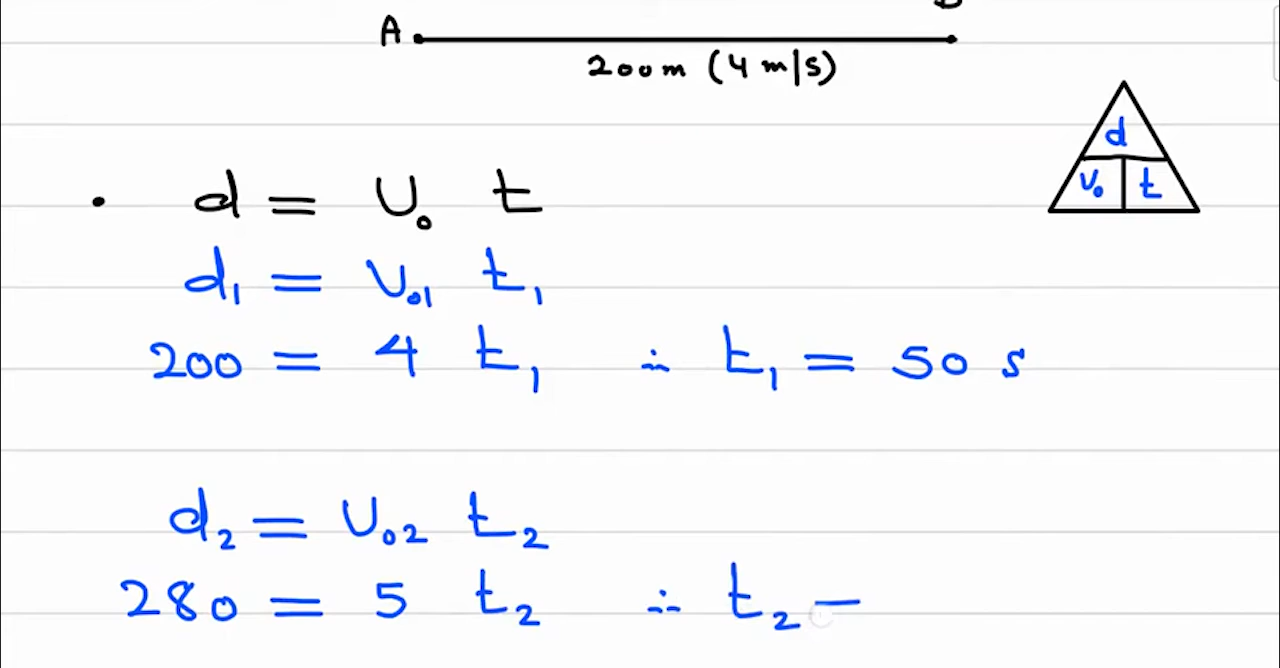 A
200m (4 m/s)
d
v₀ t
• d = v₀ t
d₁ = v₀₁ t₁
200 = 4 t₁ ∴ t₁ = 50 s
d₂ = v₀₂ t₂
280 = 5 t₂ ∴ t₂ =